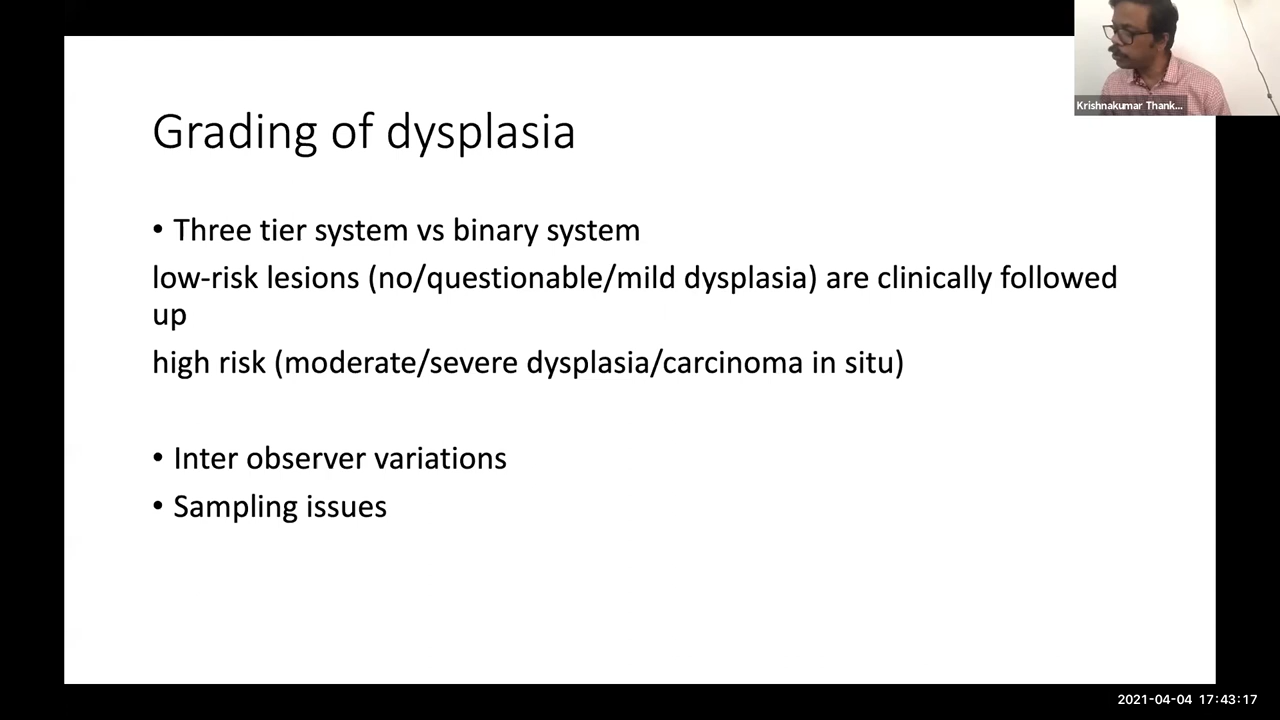 Krishnakumar Thank...
Grading of dysplasia
• Three tier system vs binary system
low-risk lesions (no/questionable/mild dysplasia) are clinically followed
up
high risk (moderate/severe dysplasia/carcinoma in situ)
• Inter observer variations
• Sampling issues
2021-04-04 17:43:17